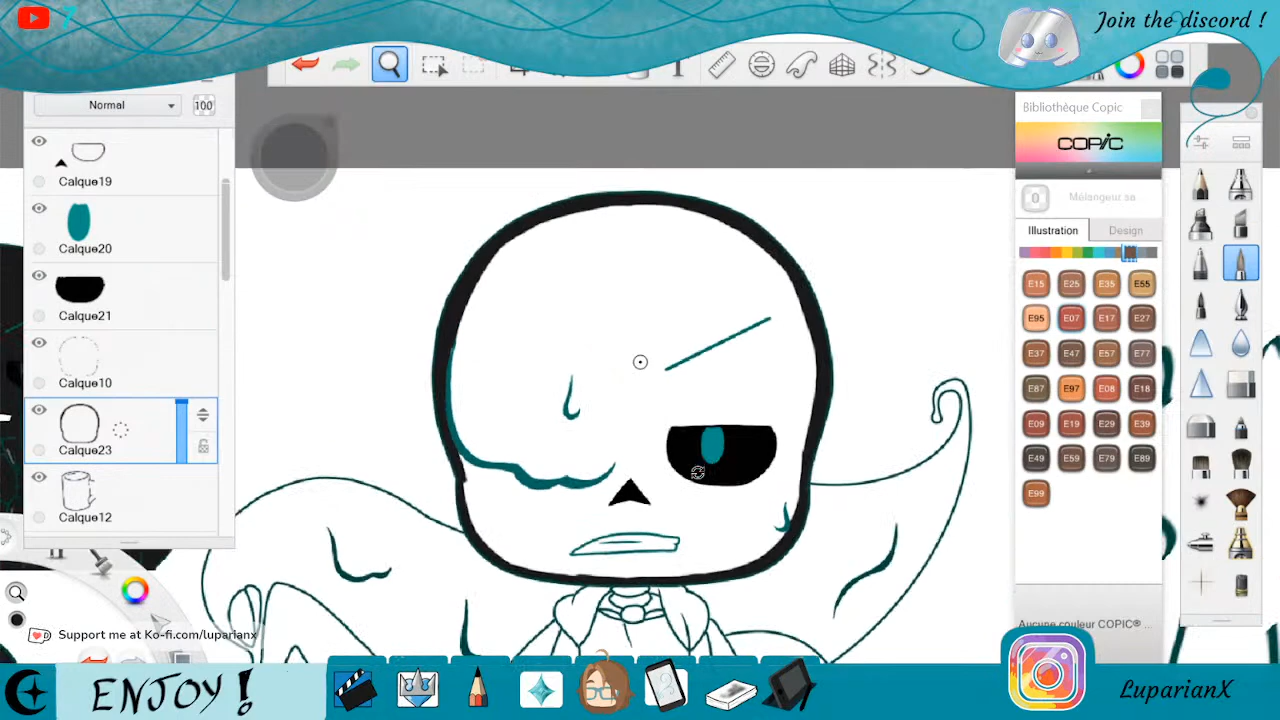 7
Join the discord !
Normal
100
Calque19
Calque20
Calque21
Calque10
Calque23
Calque12
Bibliothèque Copic
COPIC
0
Mélangeur sa
Illustration
Design
E15
E25
E35
E55
E95
E07
E17
E27
E37
E47
E57
E77
E87
E97
E08
E18
E09
E19
E29
E39
E49
E59
E79
E89
E99
Aucune couleur COPIC®
Support me at Ko-fi.com/luparianx
ENJOY !
LuparianX